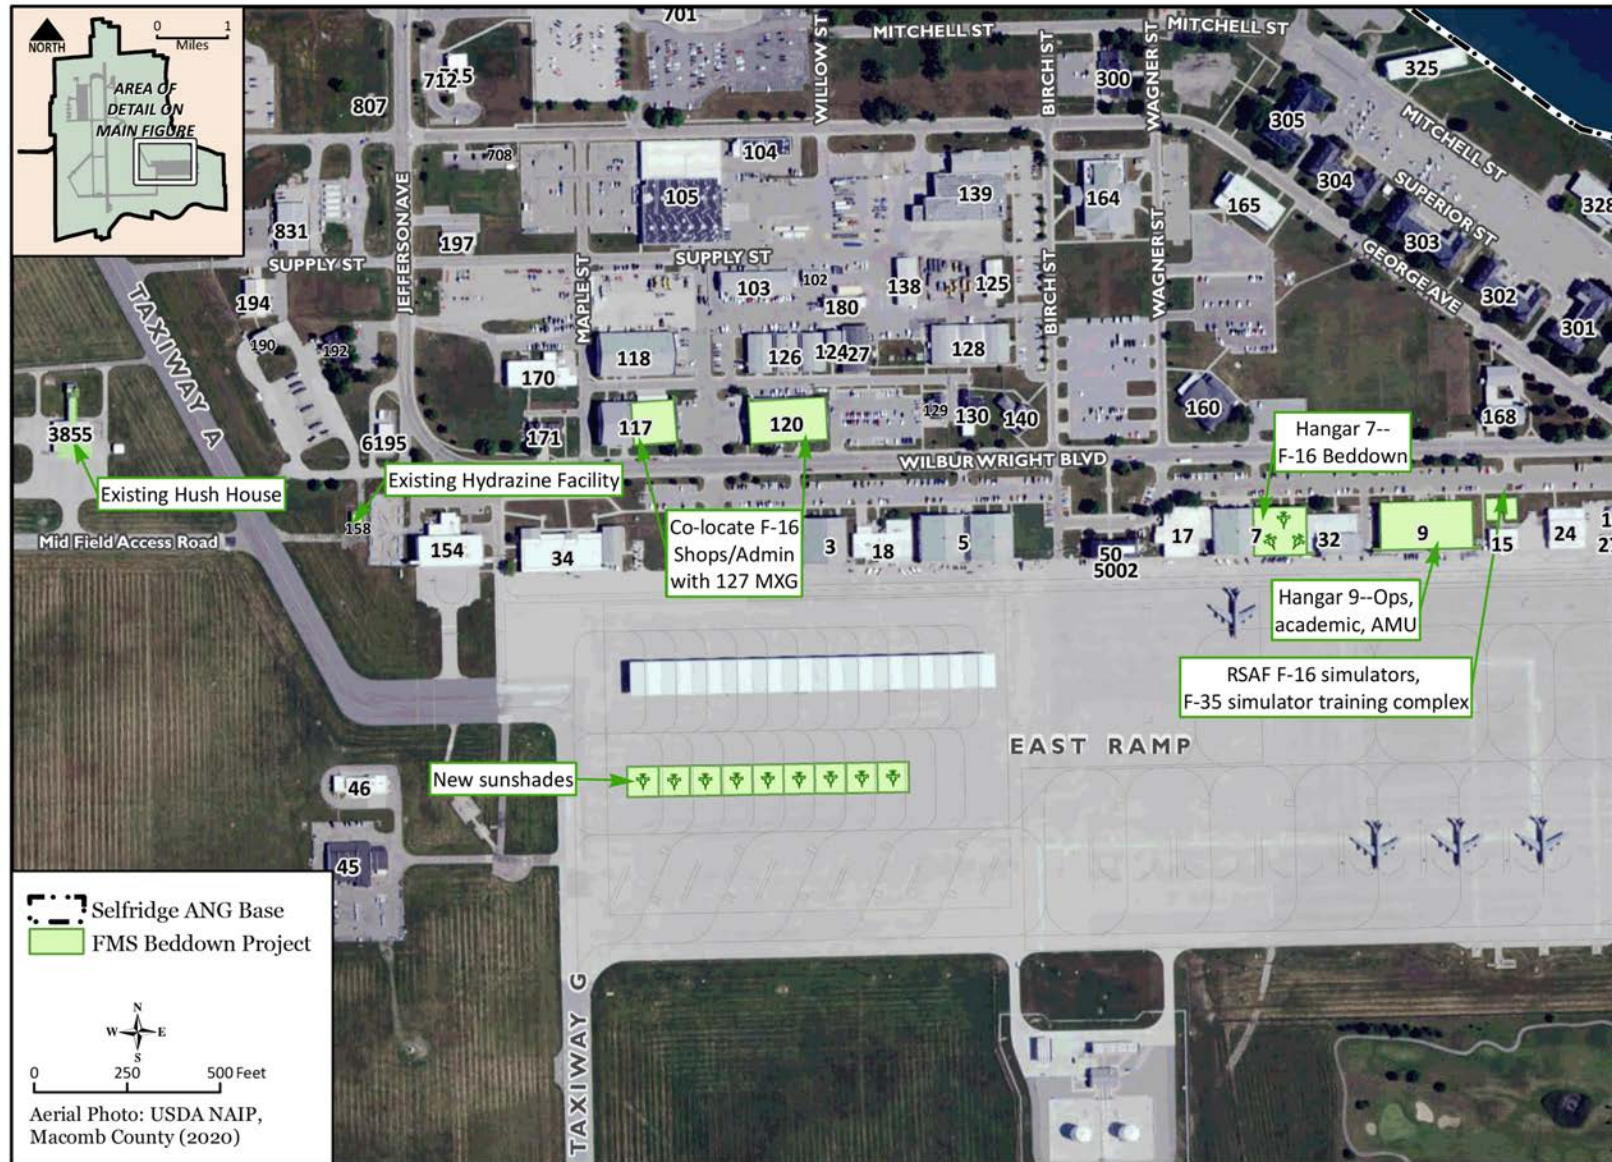 701
MITCHELL ST
MITCHELL ST
0 1
Miles
NORTH
AREA OF
DETAIL ON
MAIN FIGURE
WILLOW ST
BIRCH ST
WAGNER ST
300
325
712
715
807
708
104
105
139
164
165
305
304
303
302
301
328
MITCHELL ST
SUPERIOR ST
GEORGE AVE
JEFFERSON AVE
831
197
SUPPLY ST
SUPPLY ST
MAPLE ST
BIRCH ST
WAGNER ST
194
190
192
103
102
180
138
125
TAXIWAY A
118
126
124
427
128
170
160
168
3855
6195
171
117
120
129
130
140
WILBUR WRIGHT BLVD
Hangar 7--
F-16 Beddown
Existing Hush House
Existing Hydrazine Facility
158
Mid Field Access Road
154
34
Co-locate F-16
Shops/Admin
with 127 MXG
3
18
5
50
5002
17
7
32
9
15
24
Hangar 9--Ops,
academic, AMU
RSAF F-16 simulators,
F-35 simulator training complex
EAST RAMP
New sunshades
46
45
TAXIWAY G
Selfridge ANG Base
FMS Beddown Project
N
W E
S
0 250 500 Feet
Aerial Photo: USDA NAIP,
Macomb County (2020)